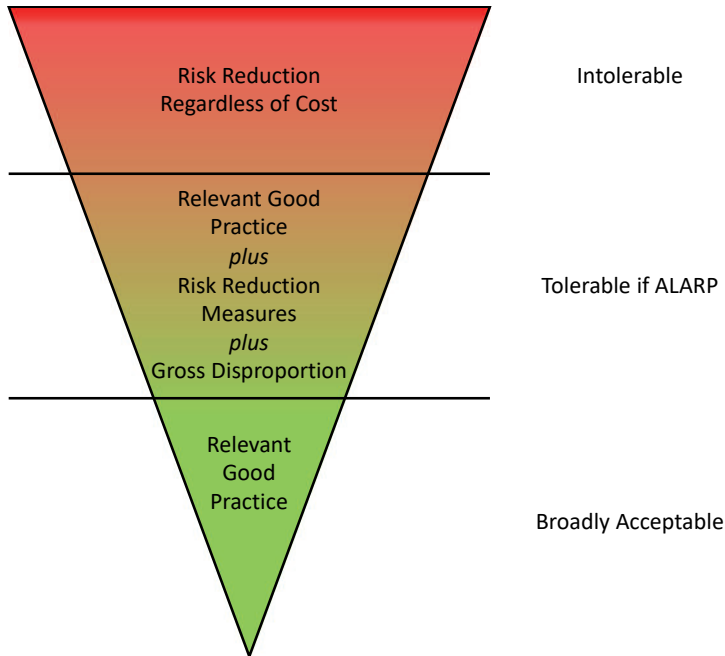 Risk Reduction
Regardless of Cost
Intolerable
Relevant Good
Practice
plus
Risk Reduction
Measures
plus
Gross Disproportion
Tolerable if ALARP
Relevant
Good
Practice
Broadly Acceptable